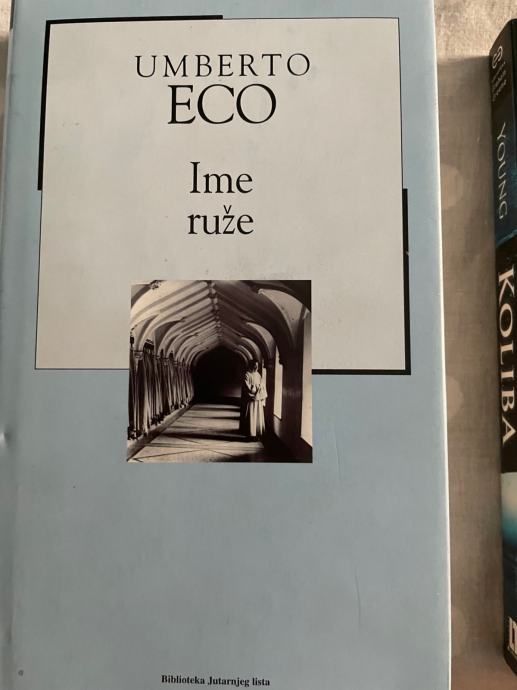 UMBERTO
ECO
Ime
ruže
Biblioteka Jutarnjeg lista
YOUNG
KOLIBA